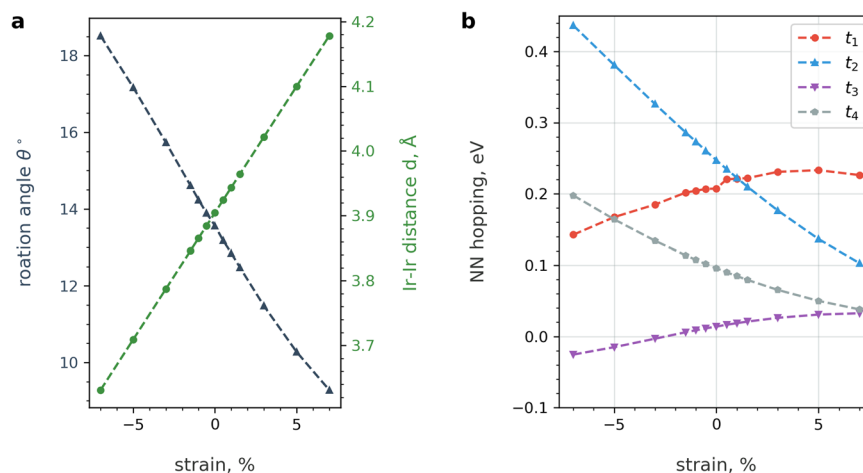 a
18
16
14
12
10
roation angle θ°
−5
0
5
strain, %
4.2
4.1
4.0
3.9
3.8
3.7
Ir-Ir distance d, Å
b
0.4
0.3
0.2
0.1
0.0
−0.1
NN hopping, eV
−5
0
5
strain, %
t1
t2
t3
t4